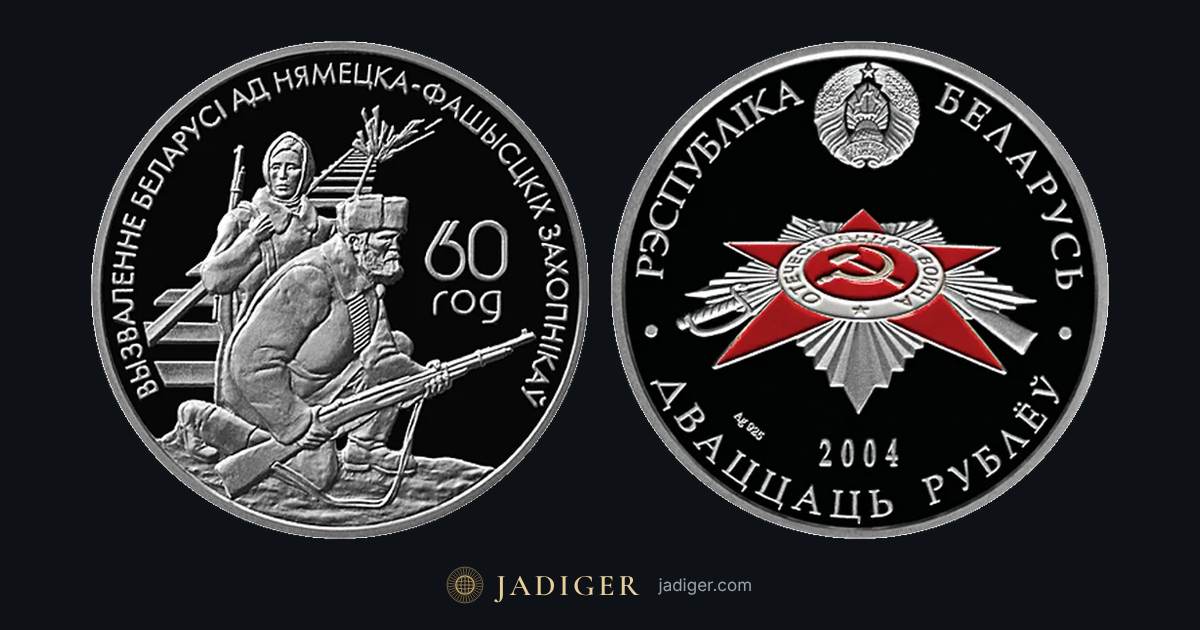 ВЫЗВАЛЕННЕ БЕЛАРУСІ АД НЯМЕЦКА-ФАШЫСЦКІХ ЗАХОПНІКАЎ
60
год
РЭСПУБЛІКА БЕЛАРУСЬ
ОТЕЧЕСТВЕННАЯ ВОЙНА
Ag 925
2004
ДВАЦЦАЦЬ РУБЛЁЎ
JADIGER jadiger.com